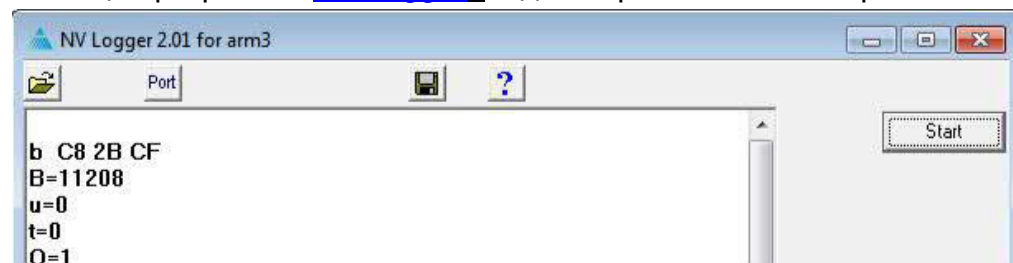 NV Logger 2.01 for arm3
Port ?
Start
b C8 2B CF
B=11208
u=0
t=0
O=1